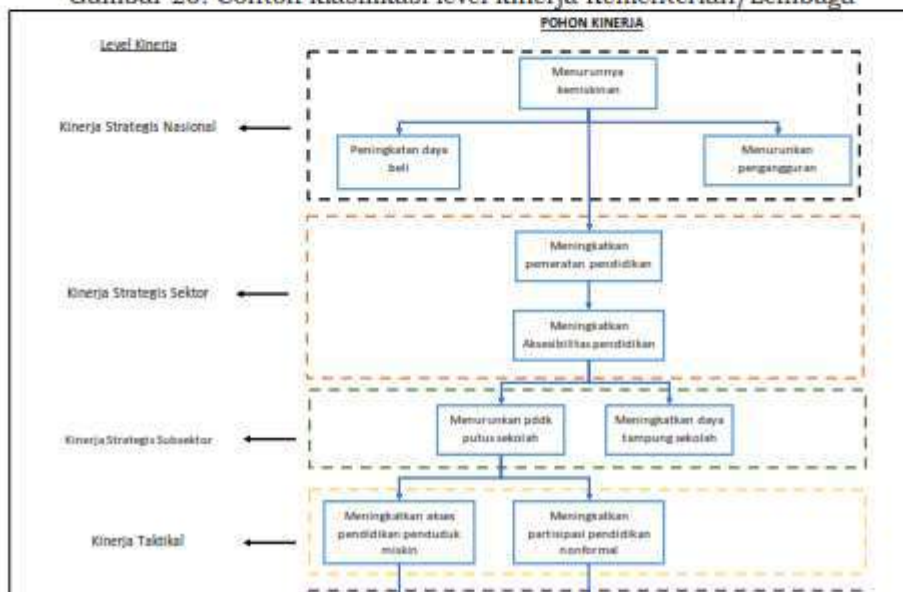 Gambar 20. Contoh klasifikasi level kinerja Kementerian/Lembaga
POHON KINERJA
Level Kinerja
Menurunnya
kemiskinan
Kinerja Strategis Nasional
Peningkatan daya
beli
Menurunkan
pengangguran
Meningkatkan
pemeratan pendidikan
Kinerja Strategis Sektor
Meningkatkan
Aksesibilitas pendidikan
Menurunkan pddk
putus sekolah
Meningkatkan daya
tampung sekolah
Kinerja Strategis Subsektor
Meningkatkan akses
pendidikan penduduk
miskin
Meningkatkan
partisipasi pendidikan
nonformal
Kinerja Taktikal